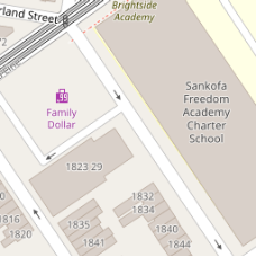 Brightside
Academy
rland Street
Sankofa
Freedom
Academy
Charter
School
Family
Dollar
1823 29
1832
1834
1835
1841
1840
1844
1816
1820